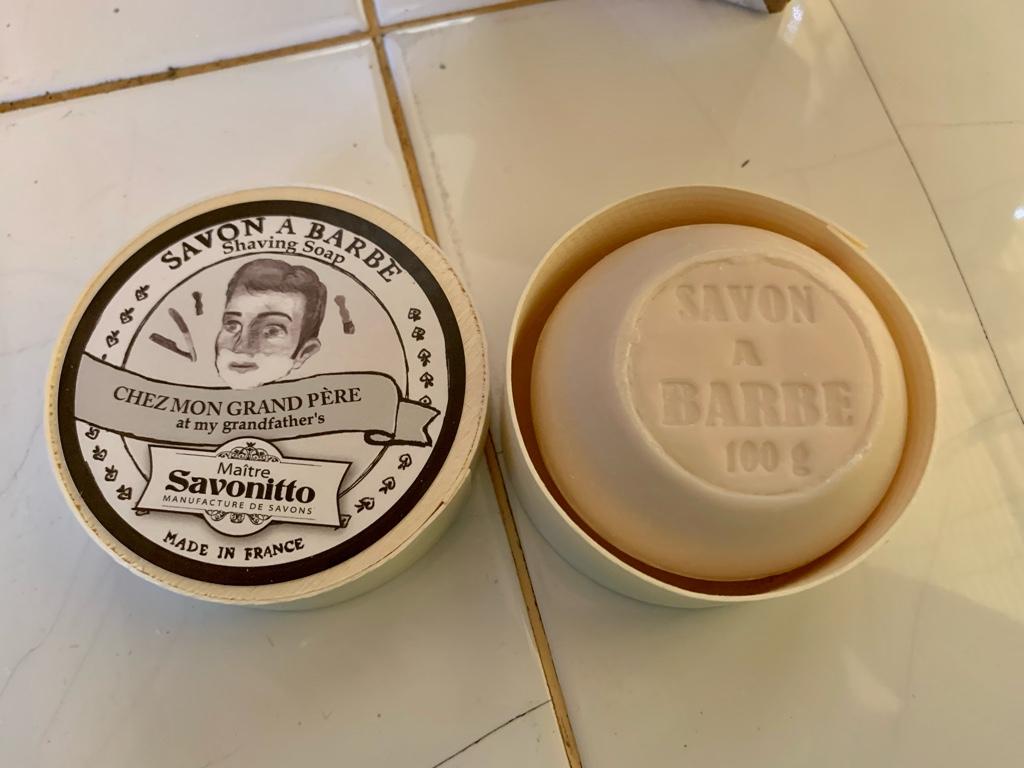 SAVON A BARBE
Shaving Soap
CHEZ MON GRAND PÈRE
at my grandfather's
Maître
Savonitto
MANUFACTURE DE SAVONS
MADE IN FRANCE
SAVON
A
BARBE
100 g